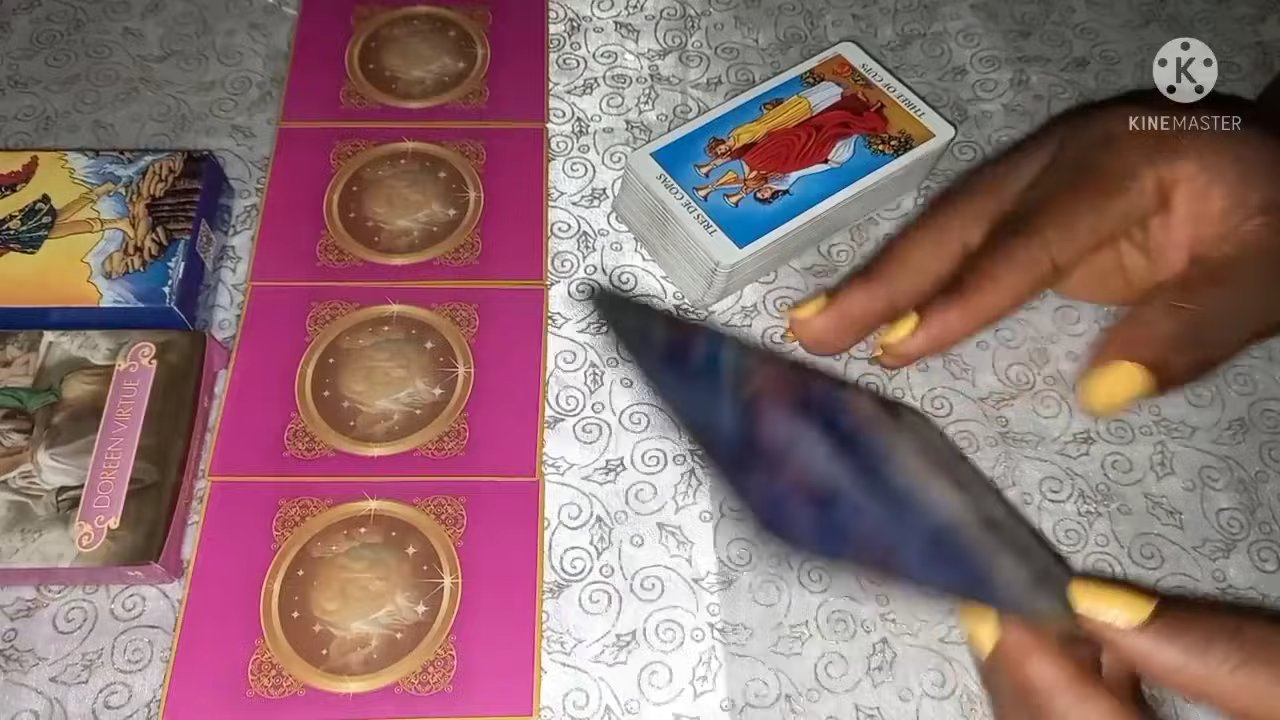 THREE OF CUPS
TRES DE COPAS
DOREEN VIRTUE
K
KINEMASTER